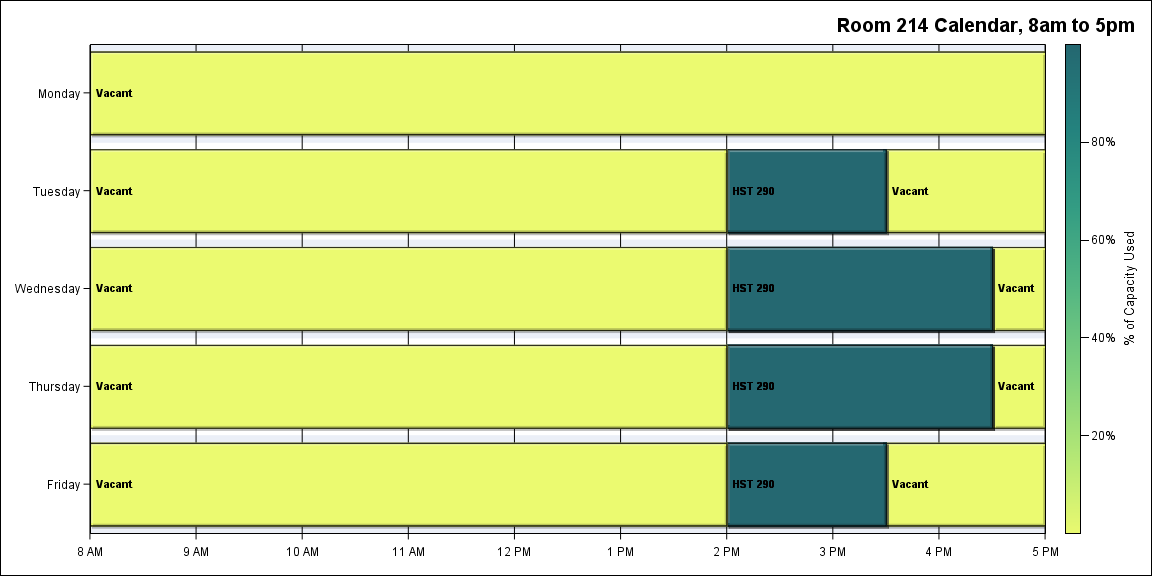 Room 214 Calendar, 8am to 5pm
Monday
Vacant
Tuesday
Vacant
HST 290
Vacant
Wednesday
Vacant
HST 290
Vacant
Thursday
Vacant
HST 290
Vacant
Friday
Vacant
HST 290
Vacant
8 AM
9 AM
10 AM
11 AM
12 PM
1 PM
2 PM
3 PM
4 PM
5 PM
80%
60%
40%
20%
% of Capacity Used